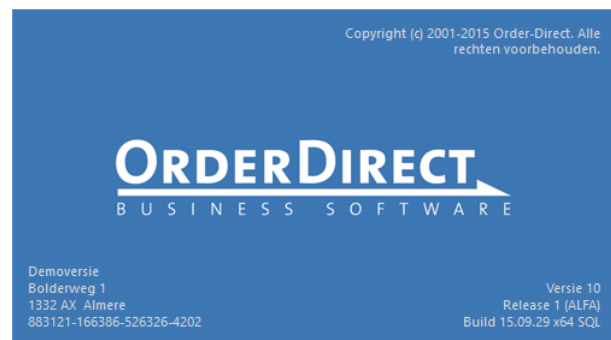 Copyright (c) 2001-2015 Order-Direct. Alle
rechten voorbehouden.
ORDERDIRECT
BUSINESS SOFTWARE
Demoversie
Bolderweg 1
1332 AX Almere
883121-166386-526326-4202
Versie 10
Release 1 (ALFA)
Build 15.09.29 x64 SQL